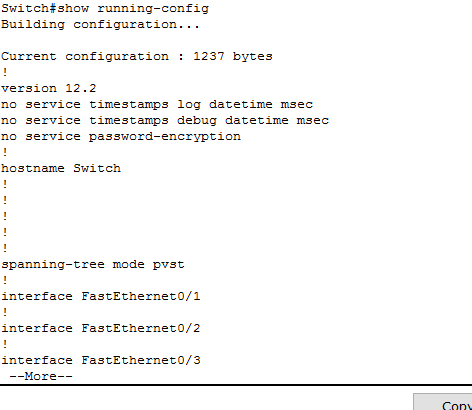 Switch#show running-config
Building configuration...
Current configuration : 1237 bytes
!
version 12.2
no service timestamps log datetime msec
no service timestamps debug datetime msec
no service password-encryption
!
hostname Switch
!
!
!
!
!
spanning-tree mode pvst
!
interface FastEthernet0/1
!
interface FastEthernet0/2
!
interface FastEthernet0/3
--More--
Copy